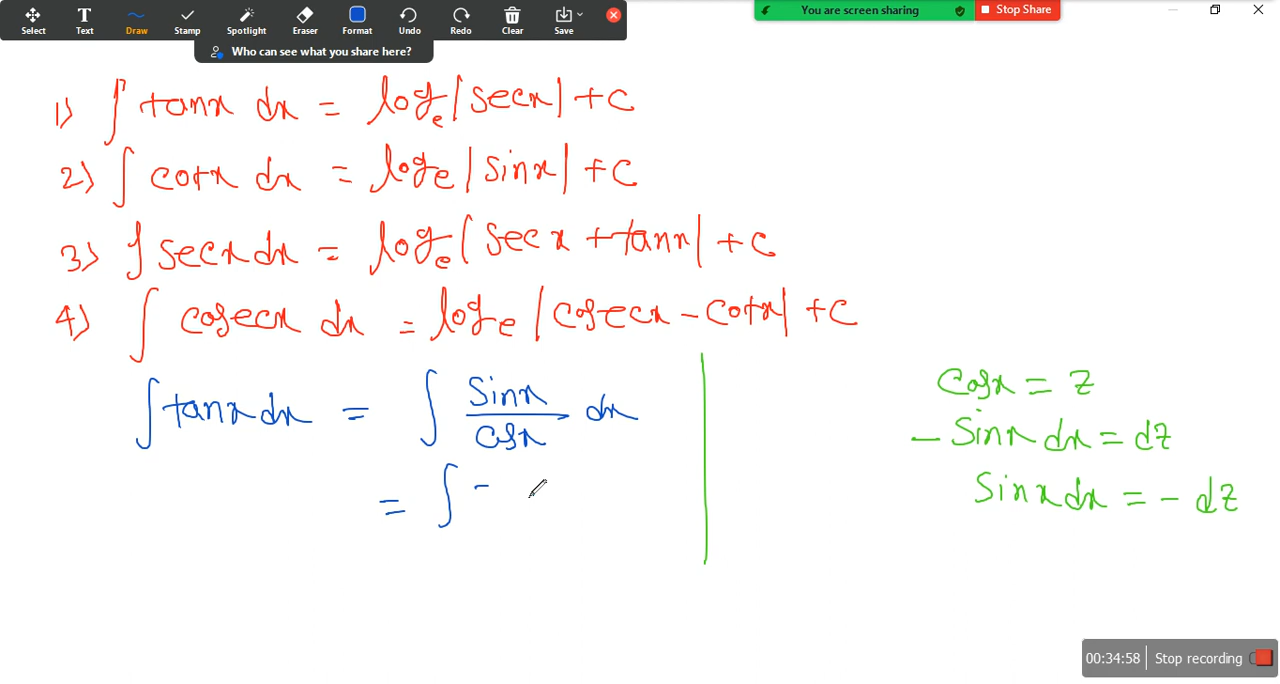 Select Text Draw Stamp Spotlight Eraser Format Undo Redo Clear Save
You are screen sharing Stop Share
Who can see what you share here?
1) ∫ tanx dx = logₑ|secx| + c
2) ∫ cotx dx = logₑ|sinx| + c
3) ∫ secx dx = logₑ|secx + tanx| + c
4) ∫ cosecx dx = logₑ|cosecx - cotx| + c
∫ tanx dx = ∫ sinx/cosx dx
= ∫ -
cosx = z
- sinx dx = dz
sinx dx = - dz
00:34:58 Stop recording